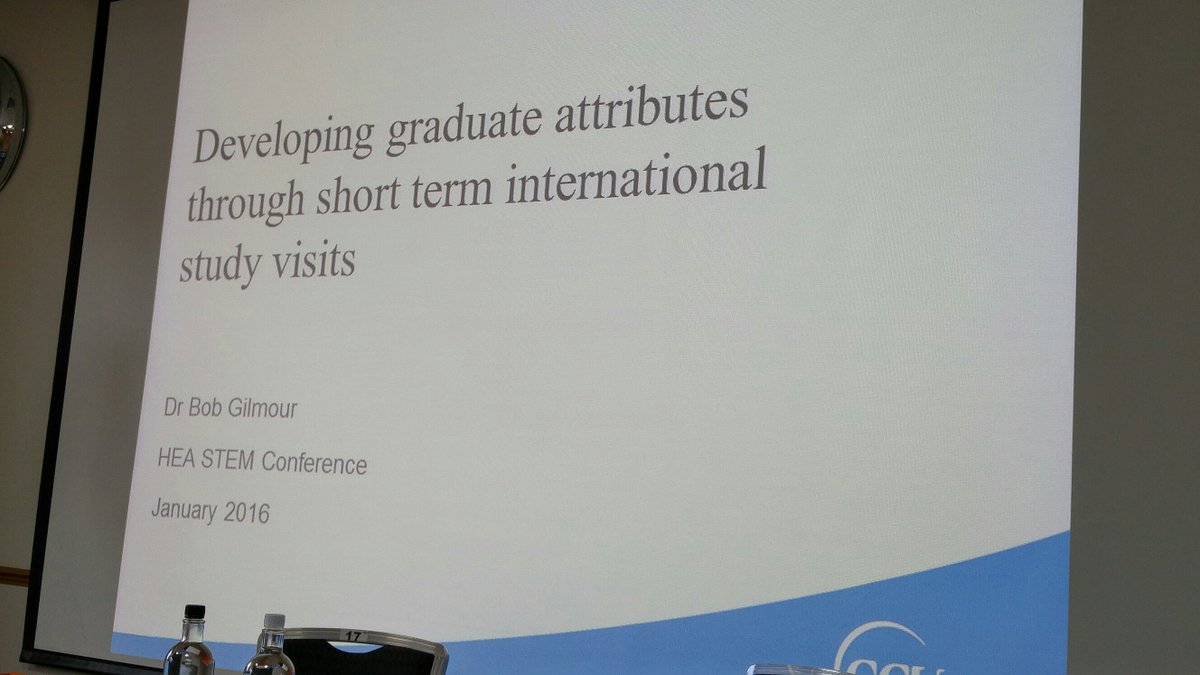 Developing graduate attributes
through short term international
study visits
Dr Bob Gilmour
HEA STEM Conference
January 2016
17